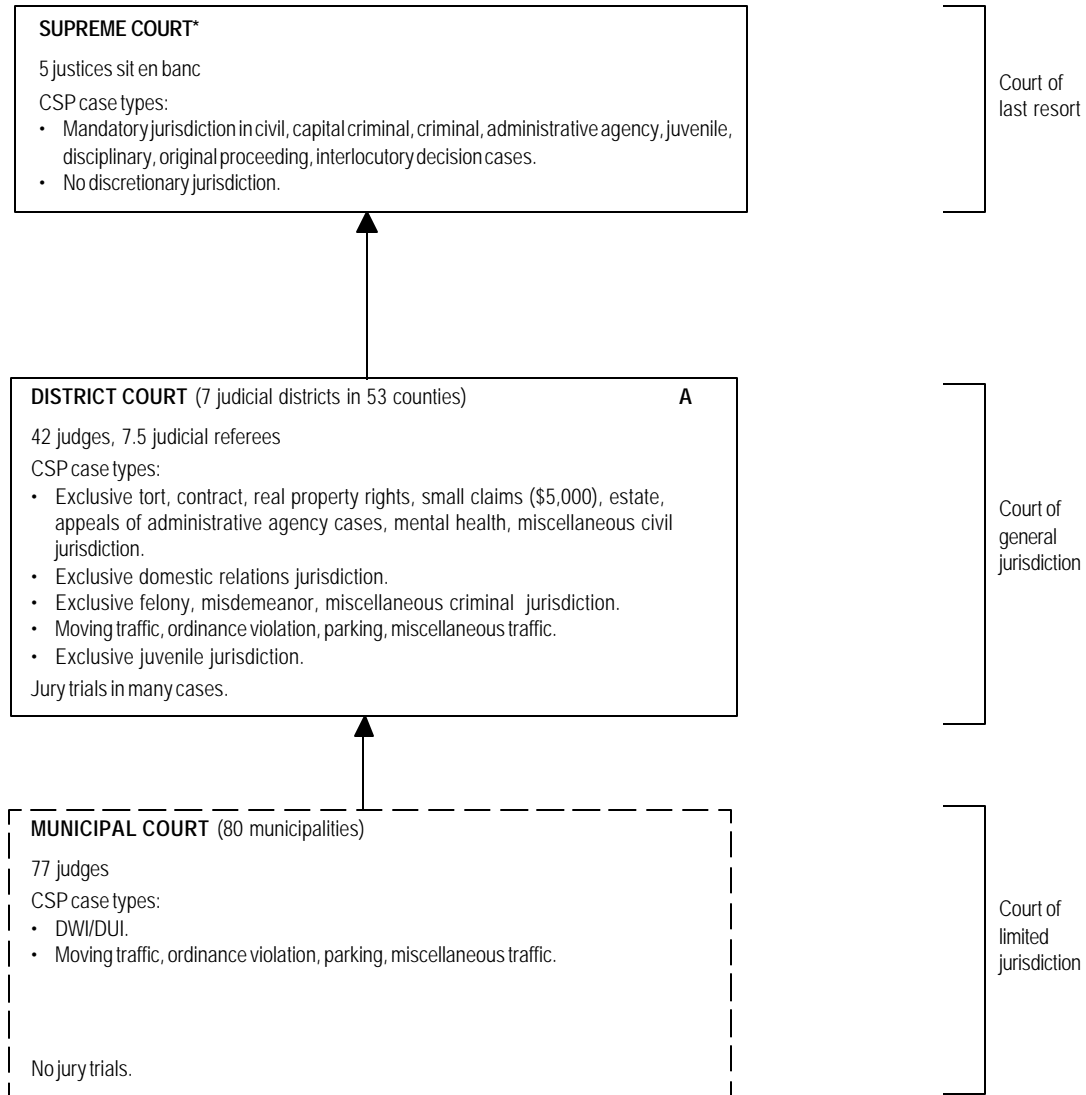 SUPREME COURT*
5 justices sit en banc
CSP case types:
• Mandatory jurisdiction in civil, capital criminal, criminal, administrative agency, juvenile,
disciplinary, original proceeding, interlocutory decision cases.
• No discretionary jurisdiction.
Court of
last resort
DISTRICT COURT (7 judicial districts in 53 counties) A
42 judges, 7.5 judicial referees
CSP case types:
• Exclusive tort, contract, real property rights, small claims ($5,000), estate,
appeals of administrative agency cases, mental health, miscellaneous civil
jurisdiction.
• Exclusive domestic relations jurisdiction.
• Exclusive felony, misdemeanor, miscellaneous criminal jurisdiction.
• Moving traffic, ordinance violation, parking, miscellaneous traffic.
• Exclusive juvenile jurisdiction.
Jury trials in many cases.
Court of
general
jurisdiction
MUNICIPAL COURT (80 municipalities)
77 judges
CSP case types:
• DWI/DUI.
• Moving traffic, ordinance violation, parking, miscellaneous traffic.
No jury trials.
Court of
limited
jurisdiction